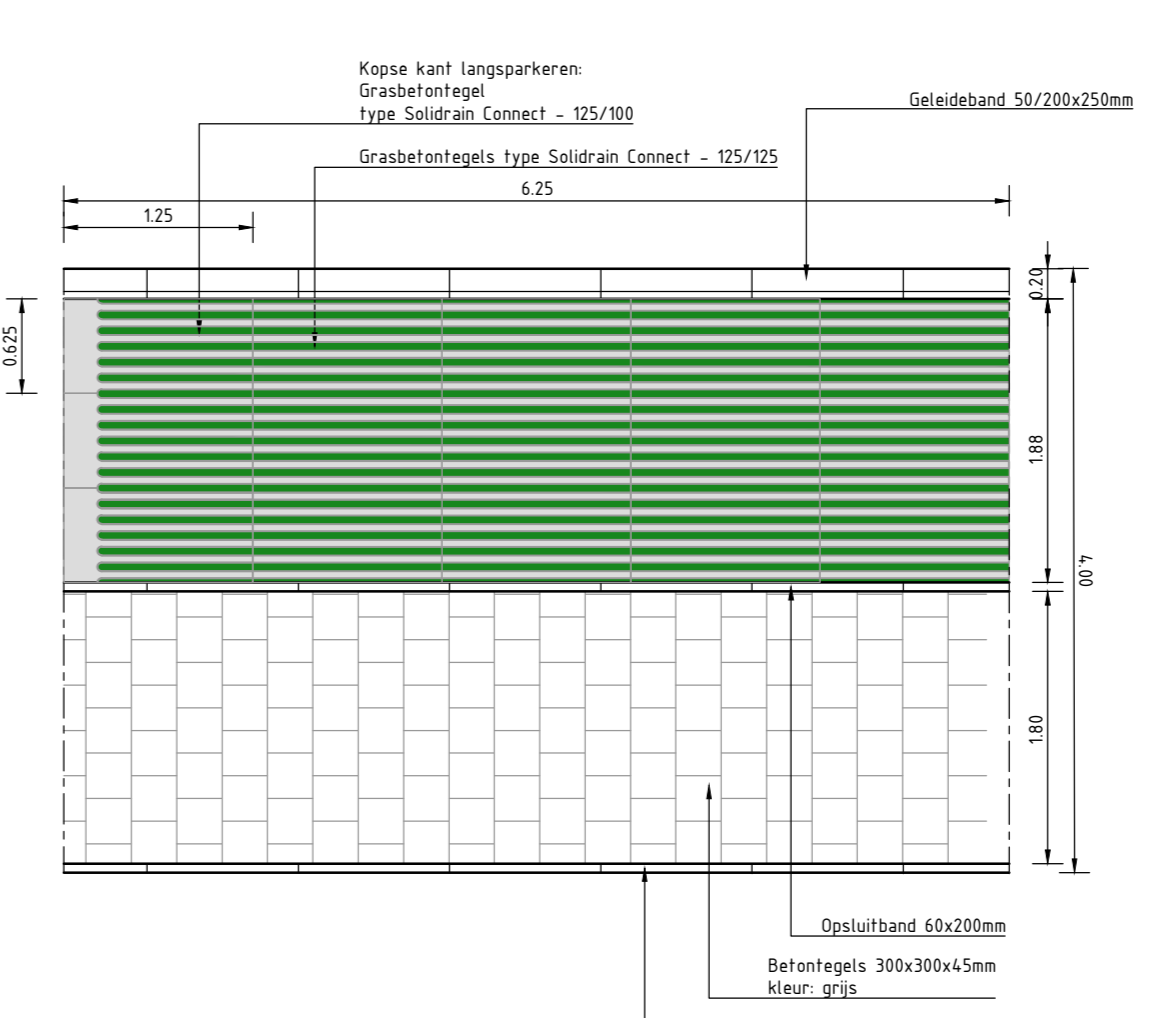 Kopse kant langsparkeren:
Grasbetontegel
type Solidrain Connect - 125/100
Geleideband 50/200x250mm
Grasbetontegels type Solidrain Connect - 125/125
6.25
1.25
0.20
0.625
1.88
4.00
1.80
Opsluitband 60x200mm
Betontegels 300x300x45mm
kleur: grijs